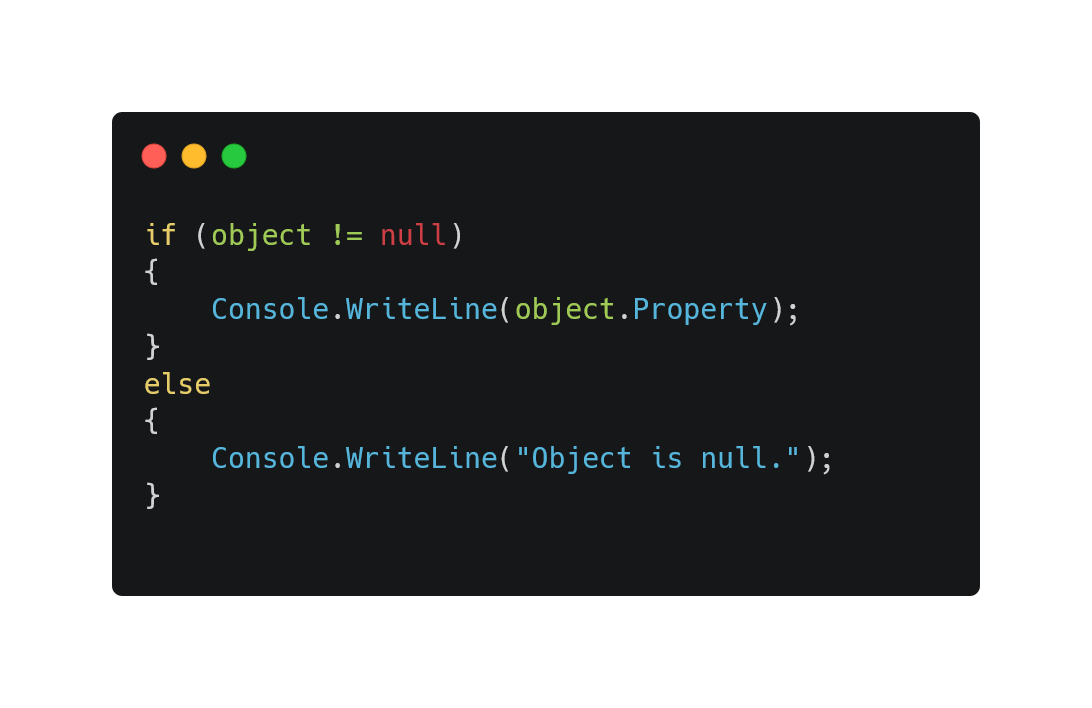 if (object != null)
{
    Console.WriteLine(object.Property);
}
else
{
    Console.WriteLine("Object is null.");
}